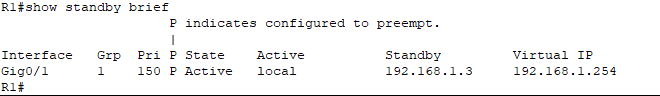 R1#show standby brief
                     P indicates configured to preempt.
                     |
Interface   Grp  Pri P State    Active          Standby         Virtual IP
Gig0/1      1    150 P Active   local           192.168.1.3     192.168.1.254
R1#